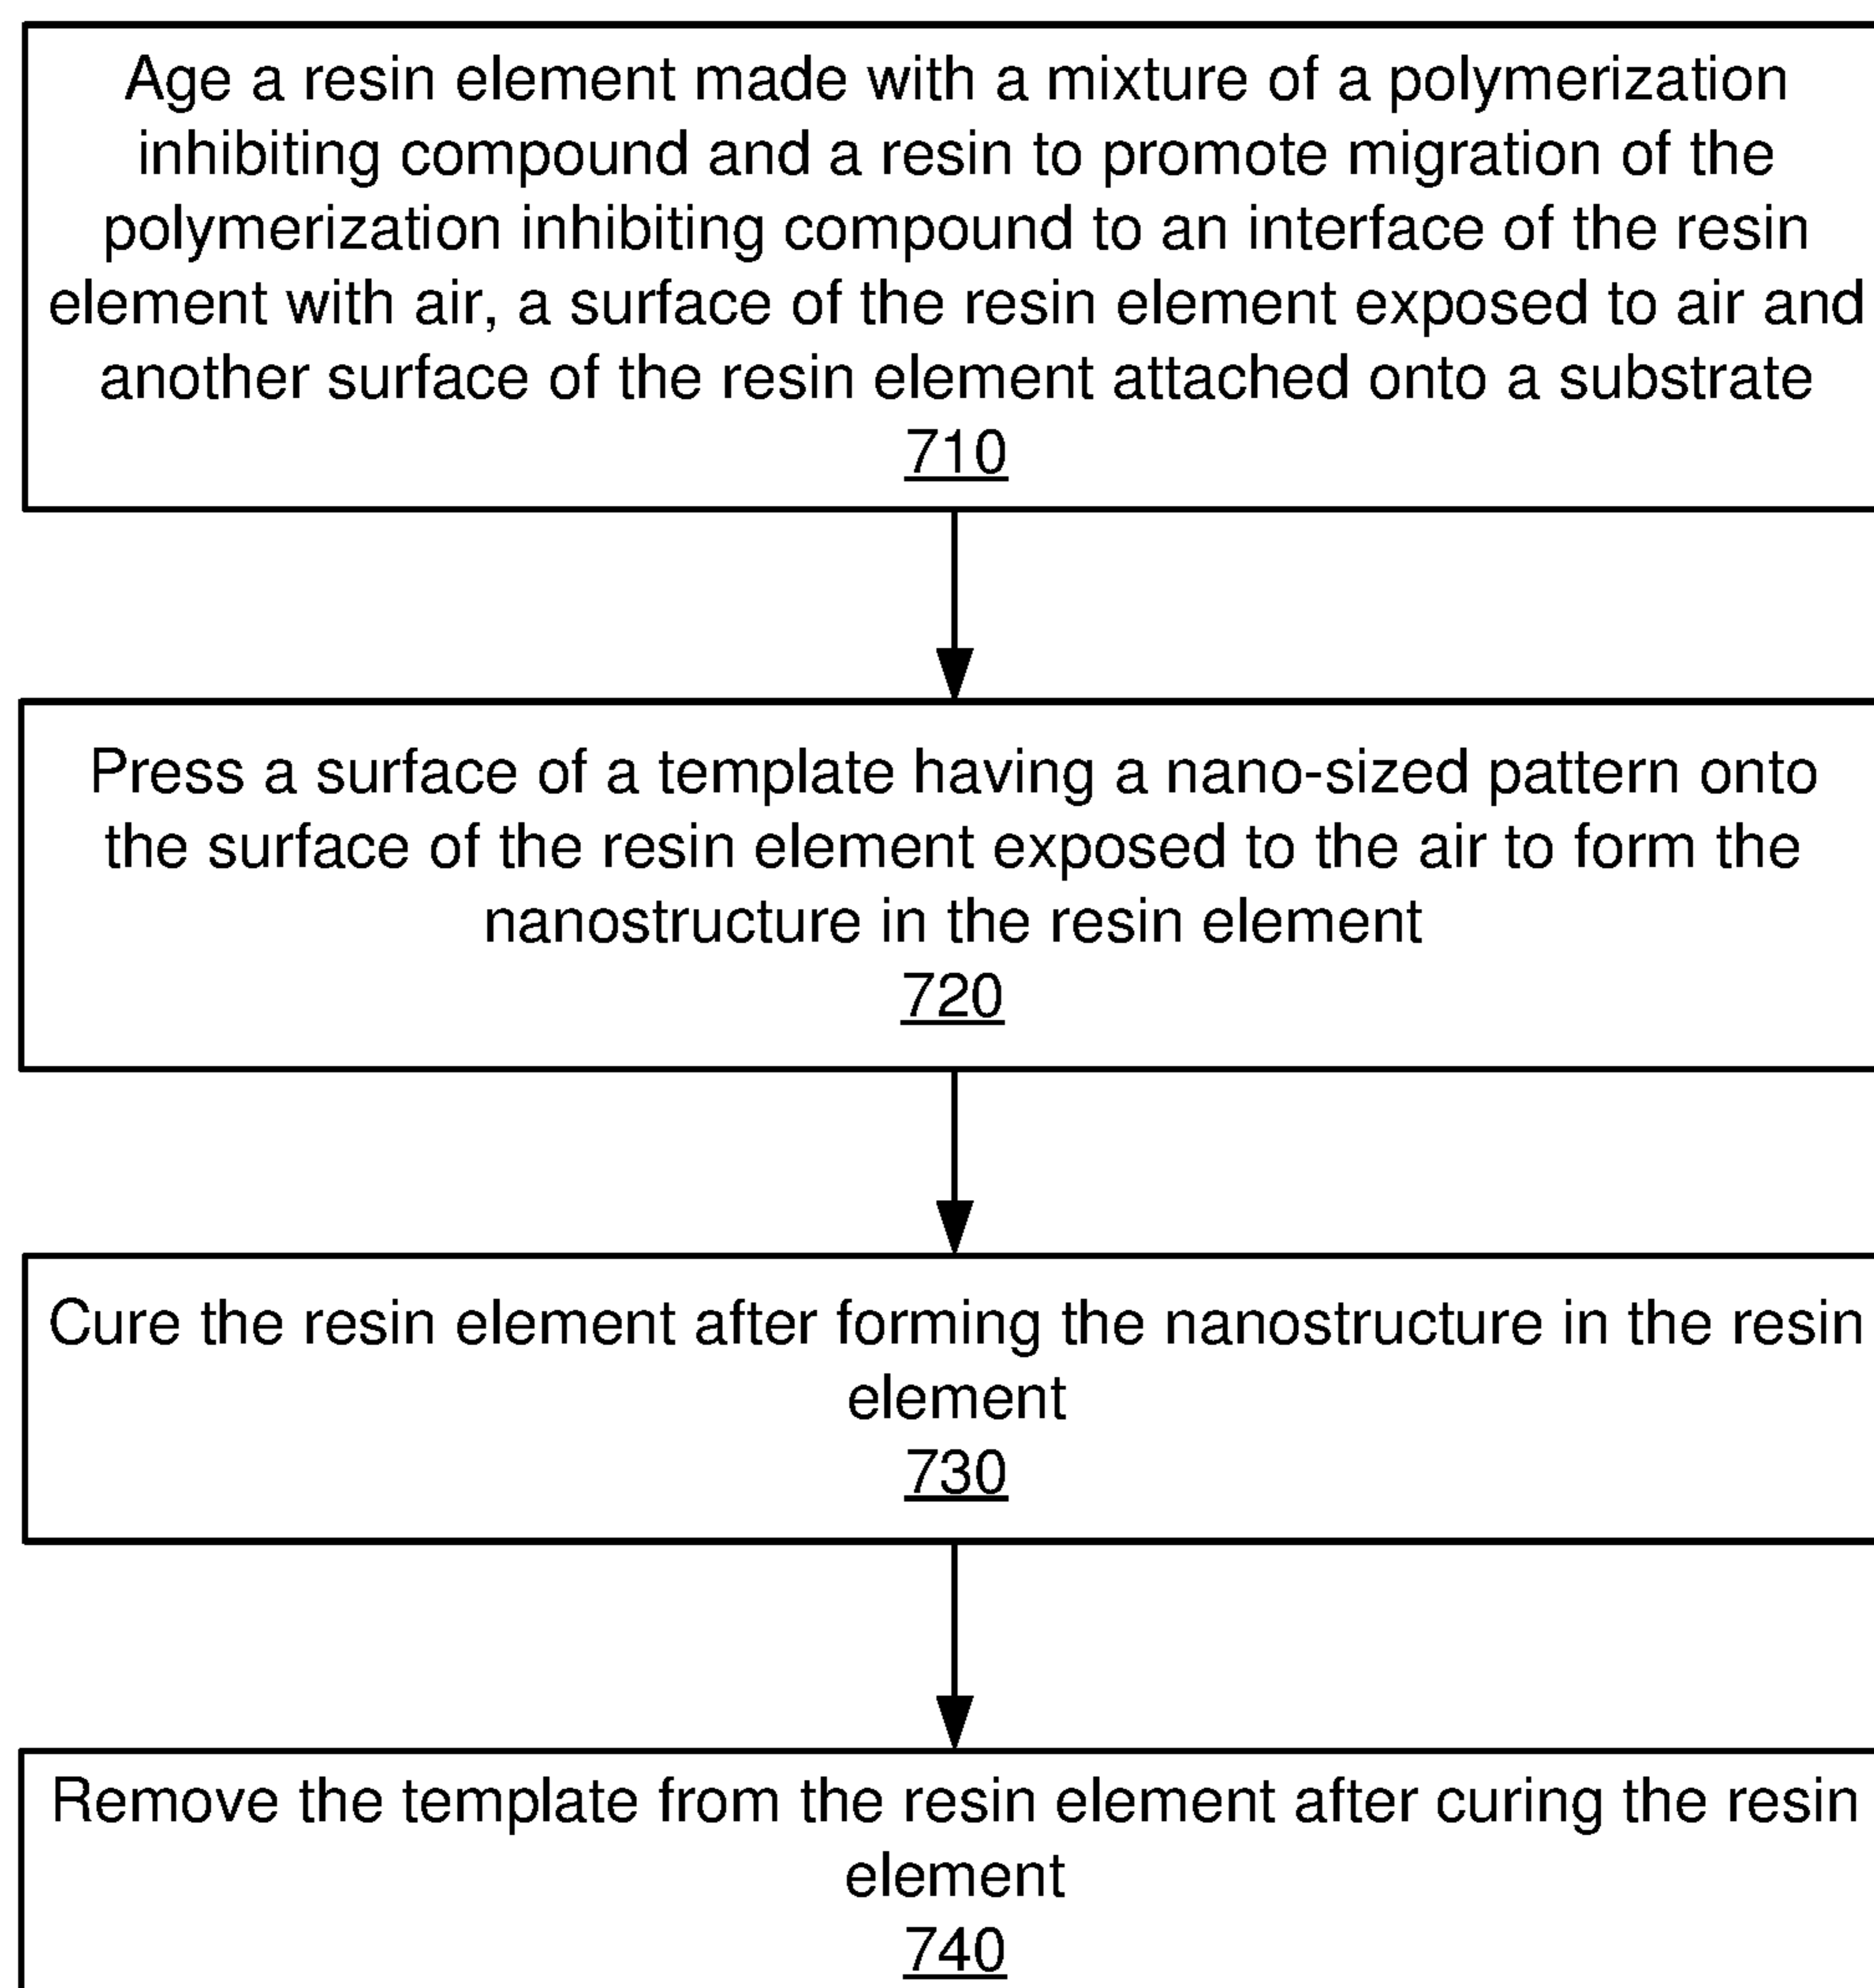 Age a resin element made with a mixture of a polymerization
inhibiting compound and a resin to promote migration of the
polymerization inhibiting compound to an interface of the resin
element with air, a surface of the resin element exposed to air and
another surface of the resin element attached onto a substrate
710
Press a surface of a template having a nano-sized pattern onto
the surface of the resin element exposed to the air to form the
nanostructure in the resin element
720
Cure the resin element after forming the nanostructure in the resin
element
730
Remove the template from the resin element after curing the resin
element
740